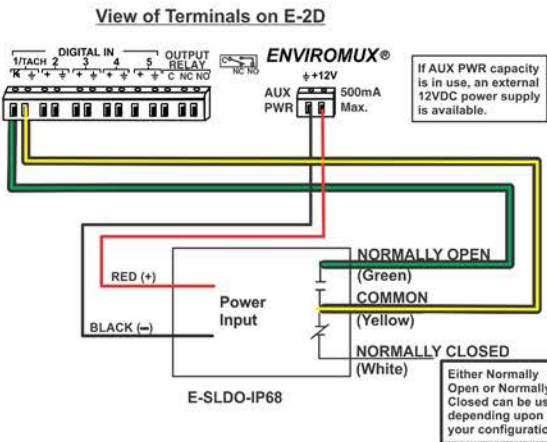 View of Terminals on E-2D
DIGITAL IN
1/TACH 2 3 4 5
OUTPUT
RELAY
C NC NO
C
NC NO
ENVIROMUX®
+12V
AUX
PWR
500mA
Max.
If AUX PWR capacity
is in use, an external
12VDC power supply
is available.
RED (+)
BLACK (−)
Power
Input
NORMALLY OPEN
(Green)
COMMON
(Yellow)
NORMALLY CLOSED
(White)
E-SLDO-IP68
Either Normally
Open or Normally
Closed can be us
depending upon
your configuratio